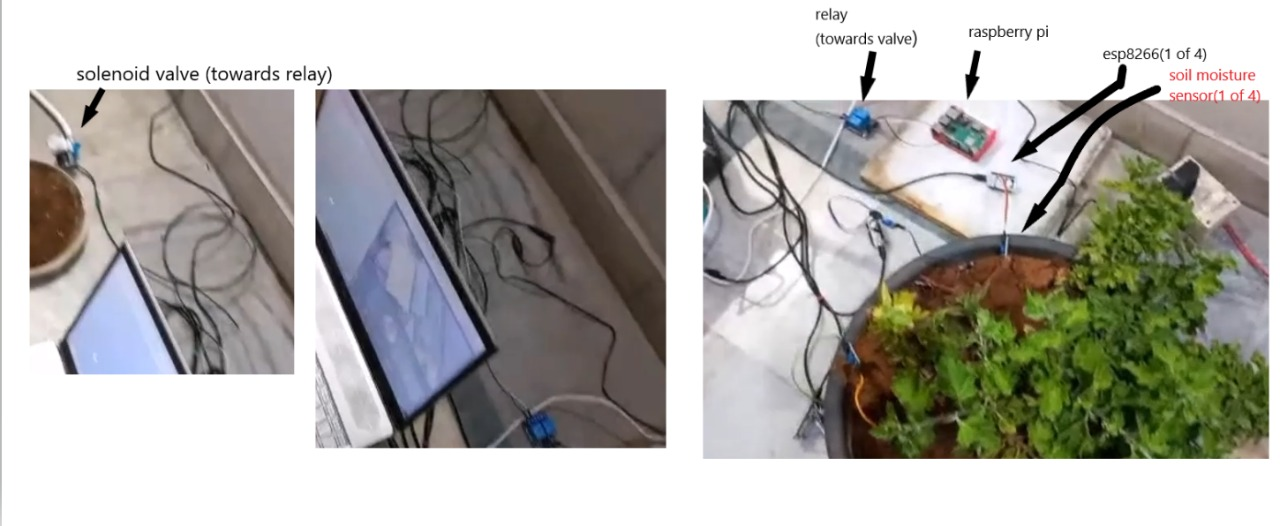 solenoid valve (towards relay)
relay
(towards valve)
raspberry pi
esp8266(1 of 4)
soil moisture
sensor(1 of 4)